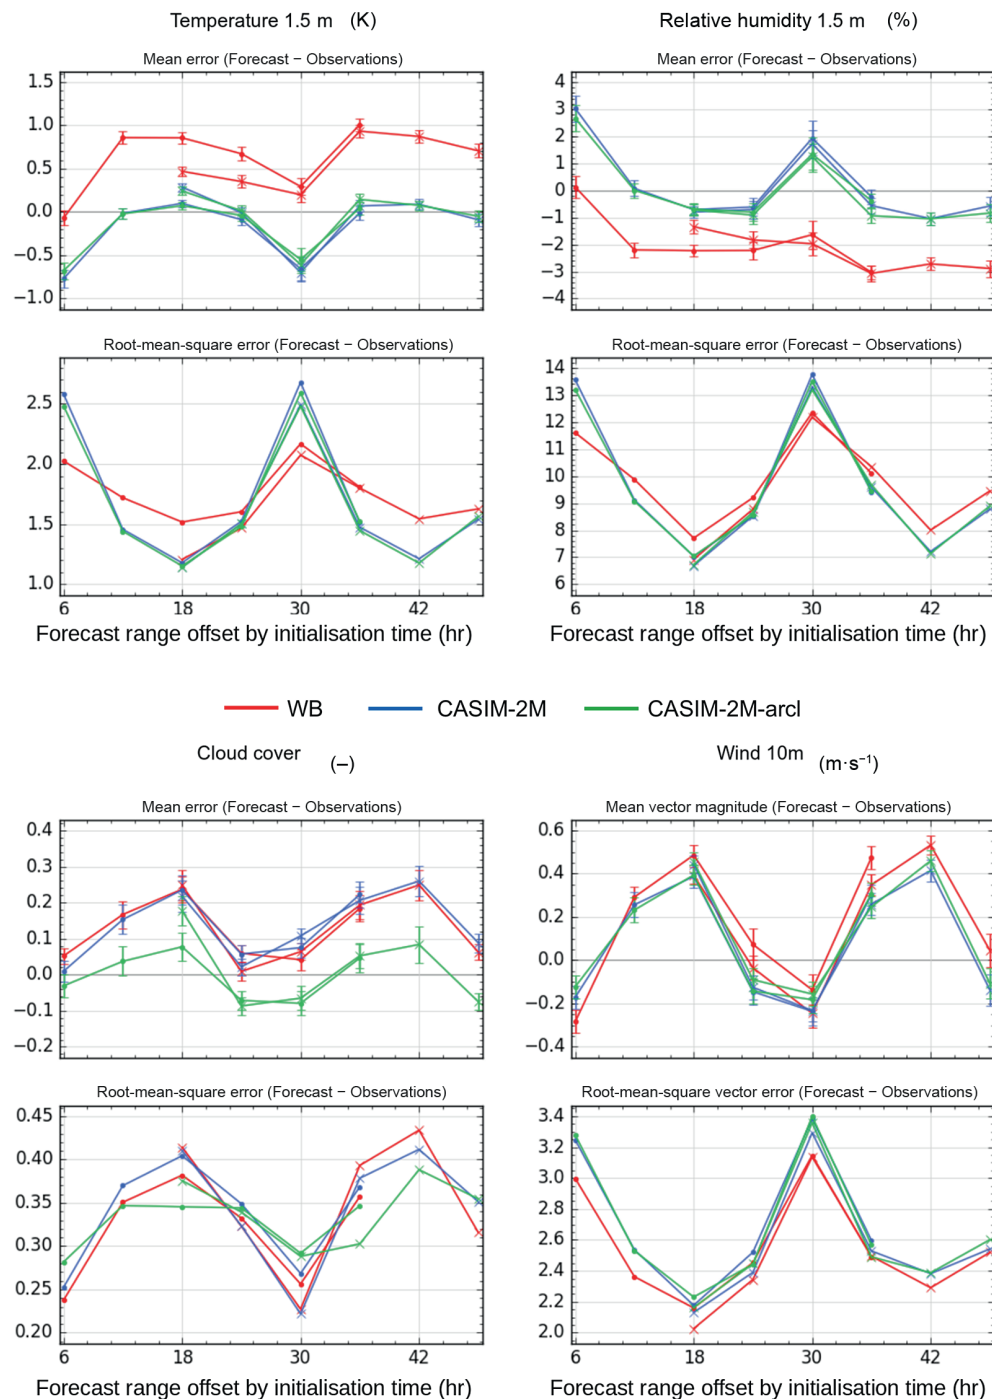 Temperature 1.5 m (K)
Relative humidity 1.5 m (%)
Mean error (Forecast − Observations)
Mean error (Forecast − Observations)
1.5
1.0
0.5
0.0
−0.5
−1.0
4
3
2
1
0
−1
−2
−3
−4
Root-mean-square error (Forecast − Observations)
Root-mean-square error (Forecast − Observations)
2.5
2.0
1.5
1.0
14
13
12
11
10
9
8
7
6
6 18 30 42
6 18 30 42
Forecast range offset by initialisation time (hr)
Forecast range offset by initialisation time (hr)
WB CASIM-2M CASIM-2M-arcl
Cloud cover (–)
Wind 10m (m·s⁻¹)
Mean error (Forecast − Observations)
Mean vector magnitude (Forecast − Observations)
0.4
0.3
0.2
0.1
0.0
−0.1
−0.2
0.6
0.4
0.2
0.0
−0.2
−0.4
Root-mean-square error (Forecast − Observations)
Root-mean-square vector error (Forecast − Observations)
0.45
0.40
0.35
0.30
0.25
0.20
3.4
3.2
3.0
2.8
2.6
2.4
2.2
2.0
6 18 30 42
6 18 30 42
Forecast range offset by initialisation time (hr)
Forecast range offset by initialisation time (hr)